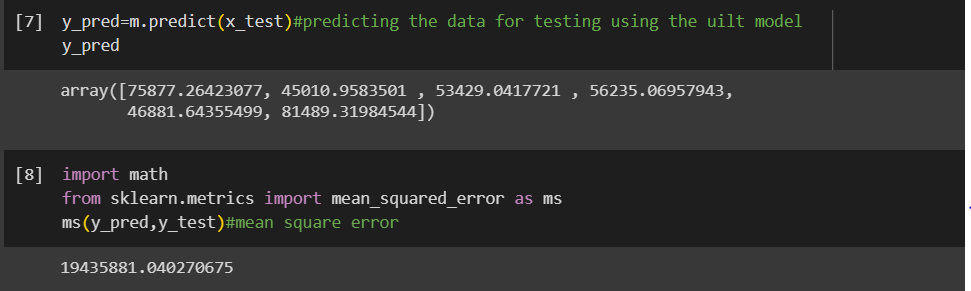 [7] y_pred=m.predict(x_test)#predicting the data for testing using the uilt model
y_pred
array([75877.26423077, 45010.9583501 , 53429.0417721 , 56235.06957943,
46881.64355499, 81489.31984544])
[8] import math
from sklearn.metrics import mean_squared_error as ms
ms(y_pred,y_test)#mean square error
19435881.040270675